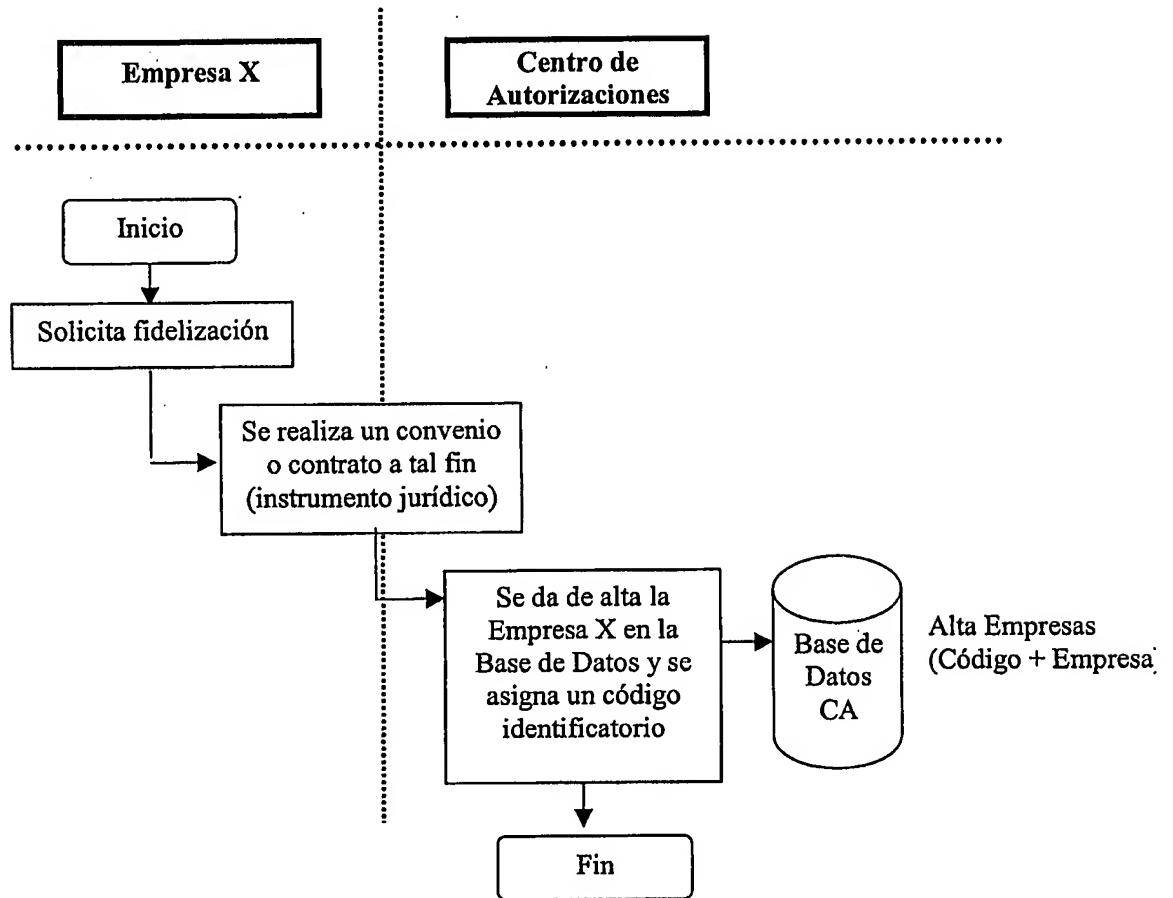 Empresa X
Centro de
Autorizaciones
Inicio
Solicita fidelización
Se realiza un convenio
o contrato a tal fin
(instrumento jurídico)
Se da de alta la
Empresa X en la
Base de Datos y se
asigna un código
identificatorio
Base de
Datos
CA
Alta Empresas
(Código + Empresa)
Fin